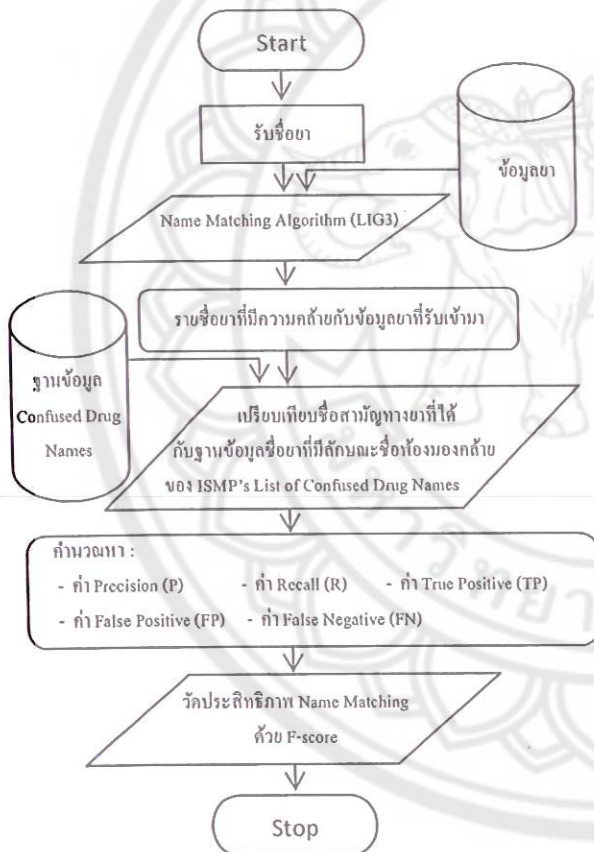 Start
รับชื่อยา
ข้อมูลยา
Name Matching Algorithm (LIG3)
รายชื่อยาที่มีความคล้ายกับข้อมูลยาที่รับเข้ามา
ฐานข้อมูล
Confused Drug
Names
เปรียบเทียบชื่อสามัญทางยาที่ได้
กับฐานข้อมูลชื่อยาที่มีลักษณะชื่อพ้องมองคล้าย
ของ ISMP's List of Confused Drug Names
คำนวณหา :
- ค่า Precision (P) - ค่า Recall (R) - ค่า True Positive (TP)
- ค่า False Positive (FP) - ค่า False Negative (FN)
วัดประสิทธิภาพ Name Matching
ด้วย F-score
Stop